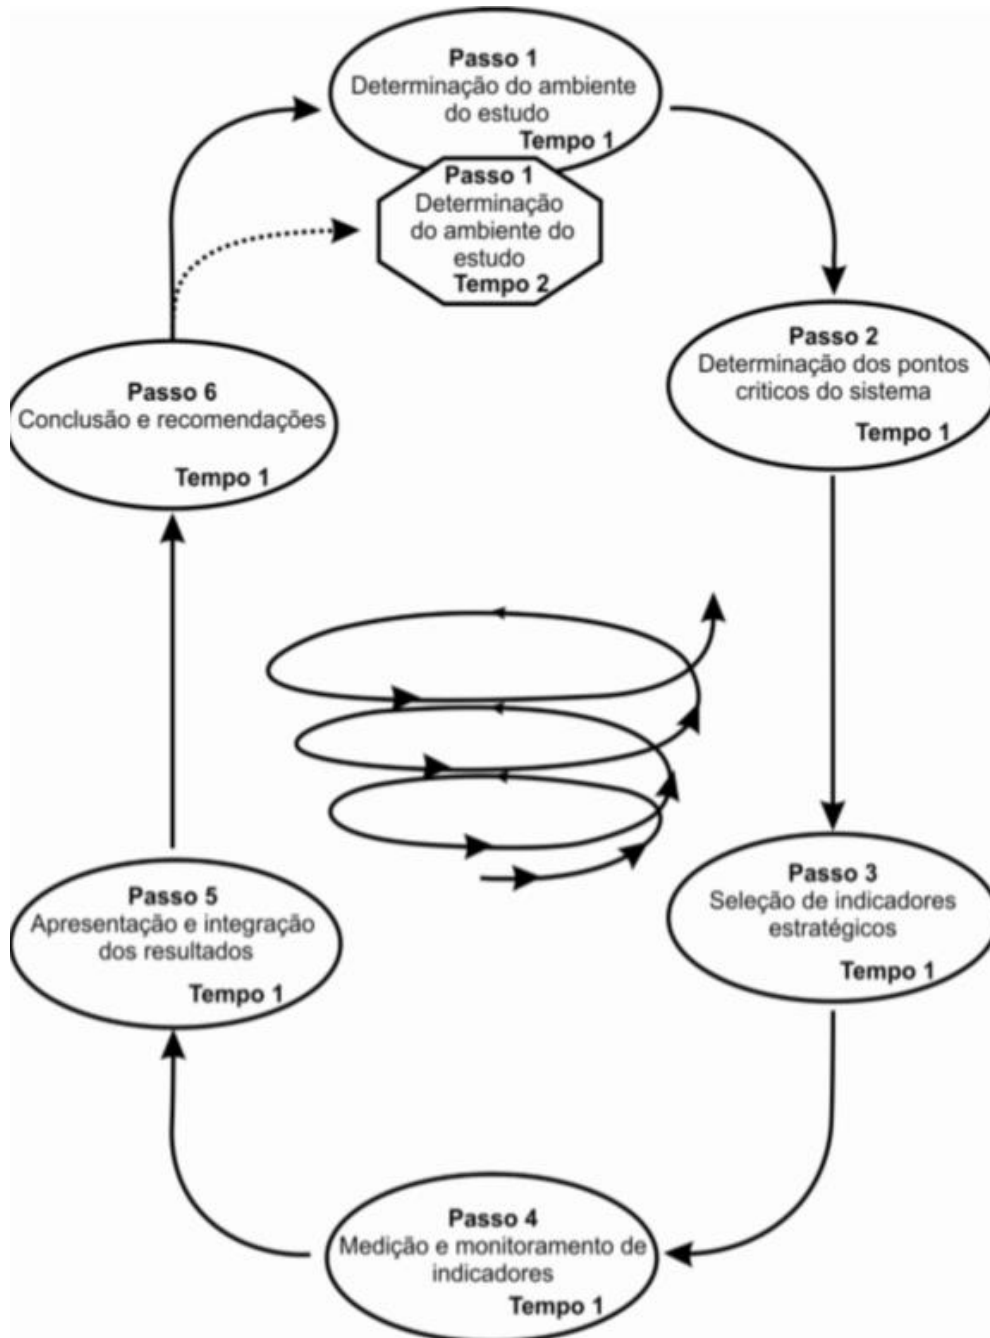 Passo 1
Determinação do ambiente
do estudo
Tempo 1
Passo 1
Determinação
do ambiente do
estudo
Tempo 2
Passo 2
Determinação dos pontos
criticos do sistema
Tempo 1
Passo 3
Seleção de indicadores
estratégicos
Tempo 1
Passo 4
Medição e monitoramento de
indicadores
Tempo 1
Passo 5
Apresentação e integração
dos resultados
Tempo 1
Passo 6
Conclusão e recomendações
Tempo 1